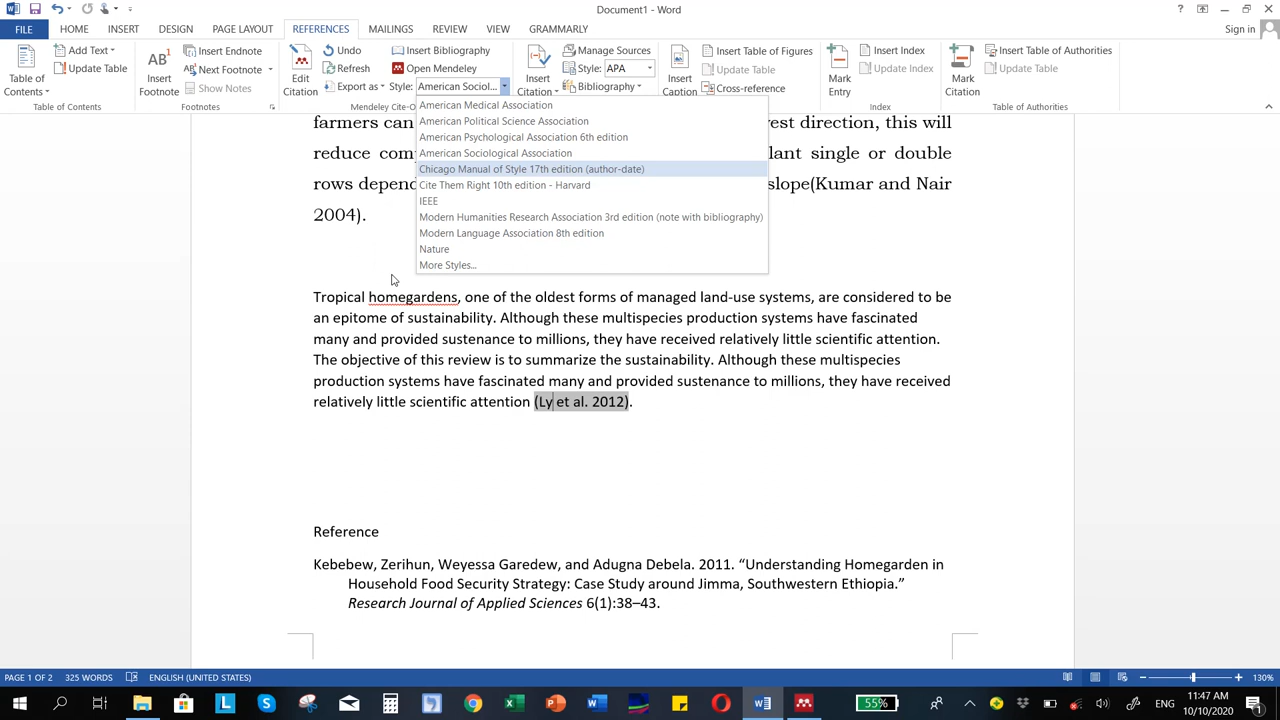 Document1 - Word
?
FILE
HOME
INSERT
DESIGN
PAGE LAYOUT
REFERENCES
MAILINGS
REVIEW
VIEW
GRAMMARLY
Sign in
Table of Contents
Add Text
Update Table
Table of Contents
AB1
Insert Footnote
Insert Endnote
Next Footnote
Show Notes
Footnotes
Edit Citation
Undo
Refresh
Export as
Insert Bibliography
Open Mendeley
Style: American Sociol...
Mendeley Cite-O
Insert Citation
Manage Sources
Style: APA
Bibliography
Insert Caption
Insert Table of Figures
Update Table
Cross-reference
Mark Entry
Insert Index
Update Index
Index
Mark Citation
Insert Table of Authorities
Update Table
Table of Authorities
American Medical Association
American Political Science Association
American Psychological Association 6th edition
American Sociological Association
Chicago Manual of Style 17th edition (author-date)
Cite Them Right 10th edition - Harvard
IEEE
Modern Humanities Research Association 3rd edition (note with bibliography)
Modern Language Association 8th edition
Nature
More Styles...
farmers can est direction, this will
reduce comp lant single or double
rows depend slope(Kumar and Nair
2004).
Tropical homegardens, one of the oldest forms of managed land-use systems, are considered to be
an epitome of sustainability. Although these multispecies production systems have fascinated
many and provided sustenance to millions, they have received relatively little scientific attention.
The objective of this review is to summarize the sustainability. Although these multispecies
production systems have fascinated many and provided sustenance to millions, they have received
relatively little scientific attention (Ly et al. 2012).
Reference
Kebebew, Zerihun, Weyessa Garedew, and Adugna Debela. 2011. “Understanding Homegarden in
Household Food Security Strategy: Case Study around Jimma, Southwestern Ethiopia.”
Research Journal of Applied Sciences 6(1):38–43.
PAGE 1 OF 2
325 WORDS
ENGLISH (UNITED STATES)
130%
55%
ENG
11:47 AM
10/10/2020